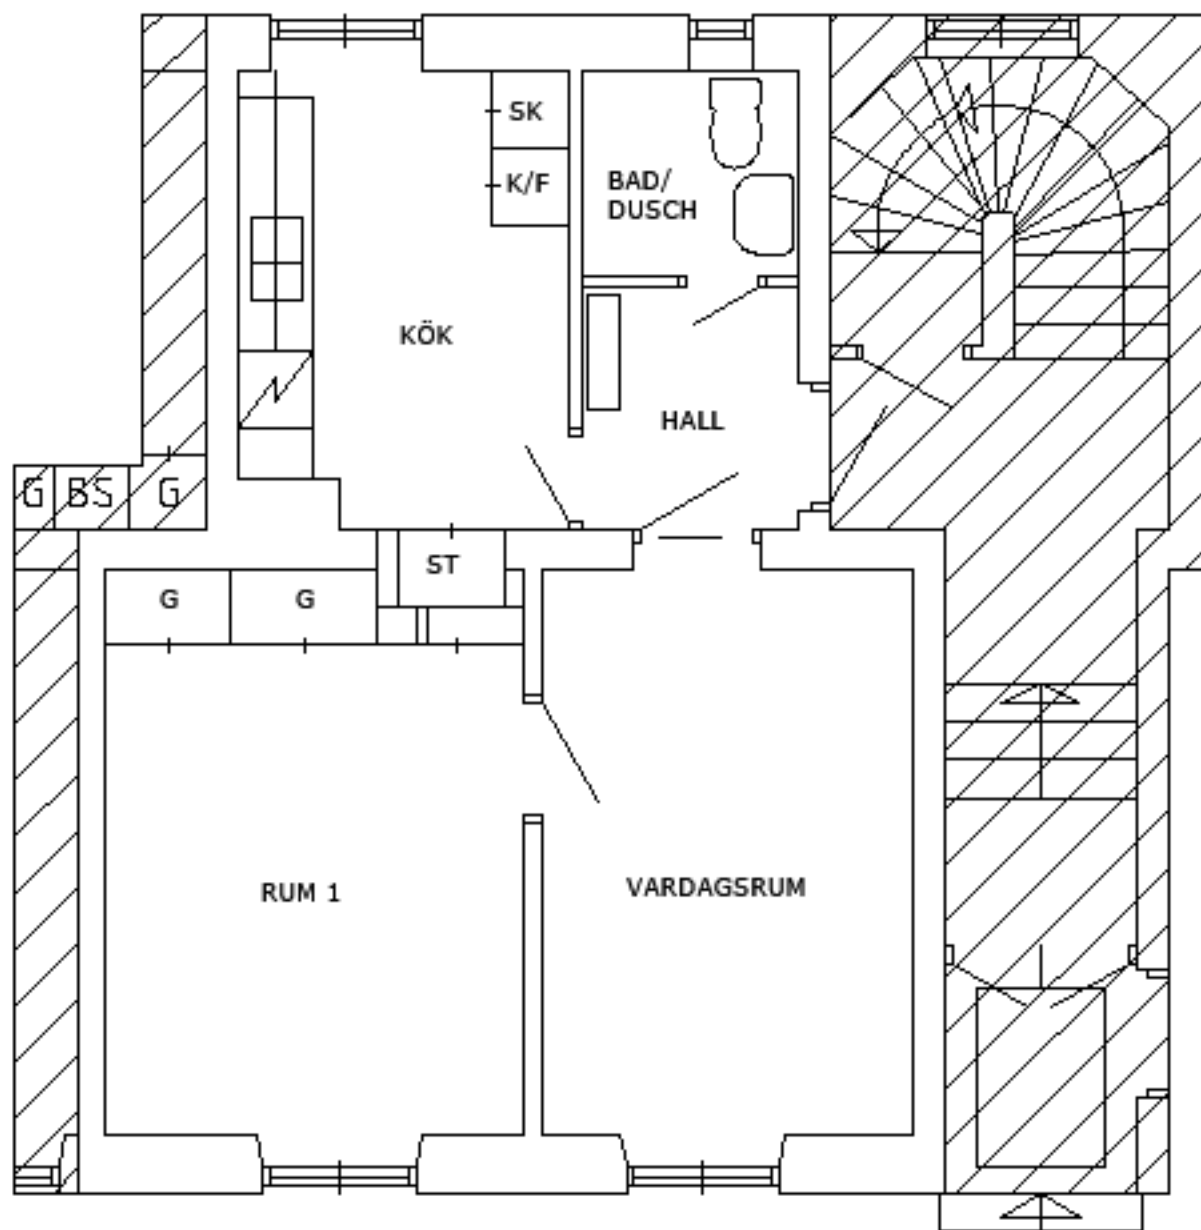 SK
K/F
BAD/
DUSCH
KÖK
HALL
G BS G
ST
G G
RUM 1
VARDAGSRUM